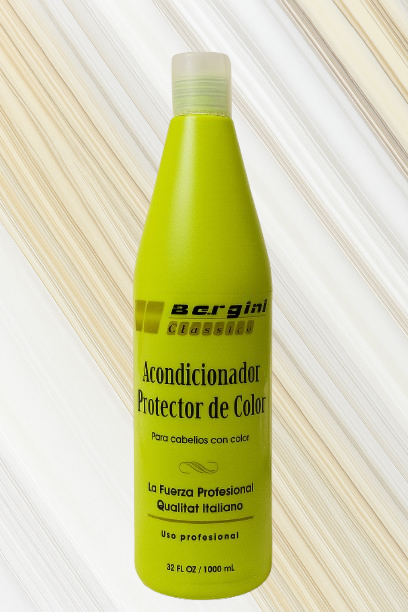 Bergini
Classico
Acondicionador
Protector de Color
Para cabellos con color
La Fuerza Profesional
Qualitat Italiano
Uso profesional
32 FL OZ / 1000 mL